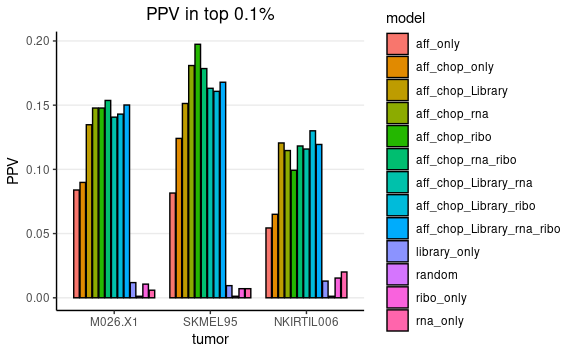 PPV in top 0.1%
PPV
0.20
0.15
0.10
0.05
0.00
M026.X1
SKMEL95
NKIRTIL006
tumor
model
aff_only
aff_chop_only
aff_chop_Library
aff_chop_rna
aff_chop_ribo
aff_chop_rna_ribo
aff_chop_Library_rna
aff_chop_Library_ribo
aff_chop_Library_rna_ribo
library_only
random
ribo_only
rna_only